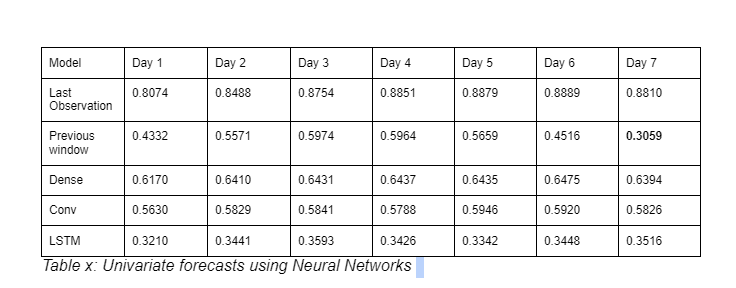 Model Day 1 Day 2 Day 3 Day 4 Day 5 Day 6 Day 7
Last
Observation 0.8074 0.8488 0.8754 0.8851 0.8879 0.8889 0.8810
Previous
window 0.4332 0.5571 0.5974 0.5964 0.5659 0.4516 0.3059
Dense 0.6170 0.6410 0.6431 0.6437 0.6435 0.6475 0.6394
Conv 0.5630 0.5829 0.5841 0.5788 0.5946 0.5920 0.5826
LSTM 0.3210 0.3441 0.3593 0.3426 0.3342 0.3448 0.3516
Table x: Univariate forecasts using Neural Networks